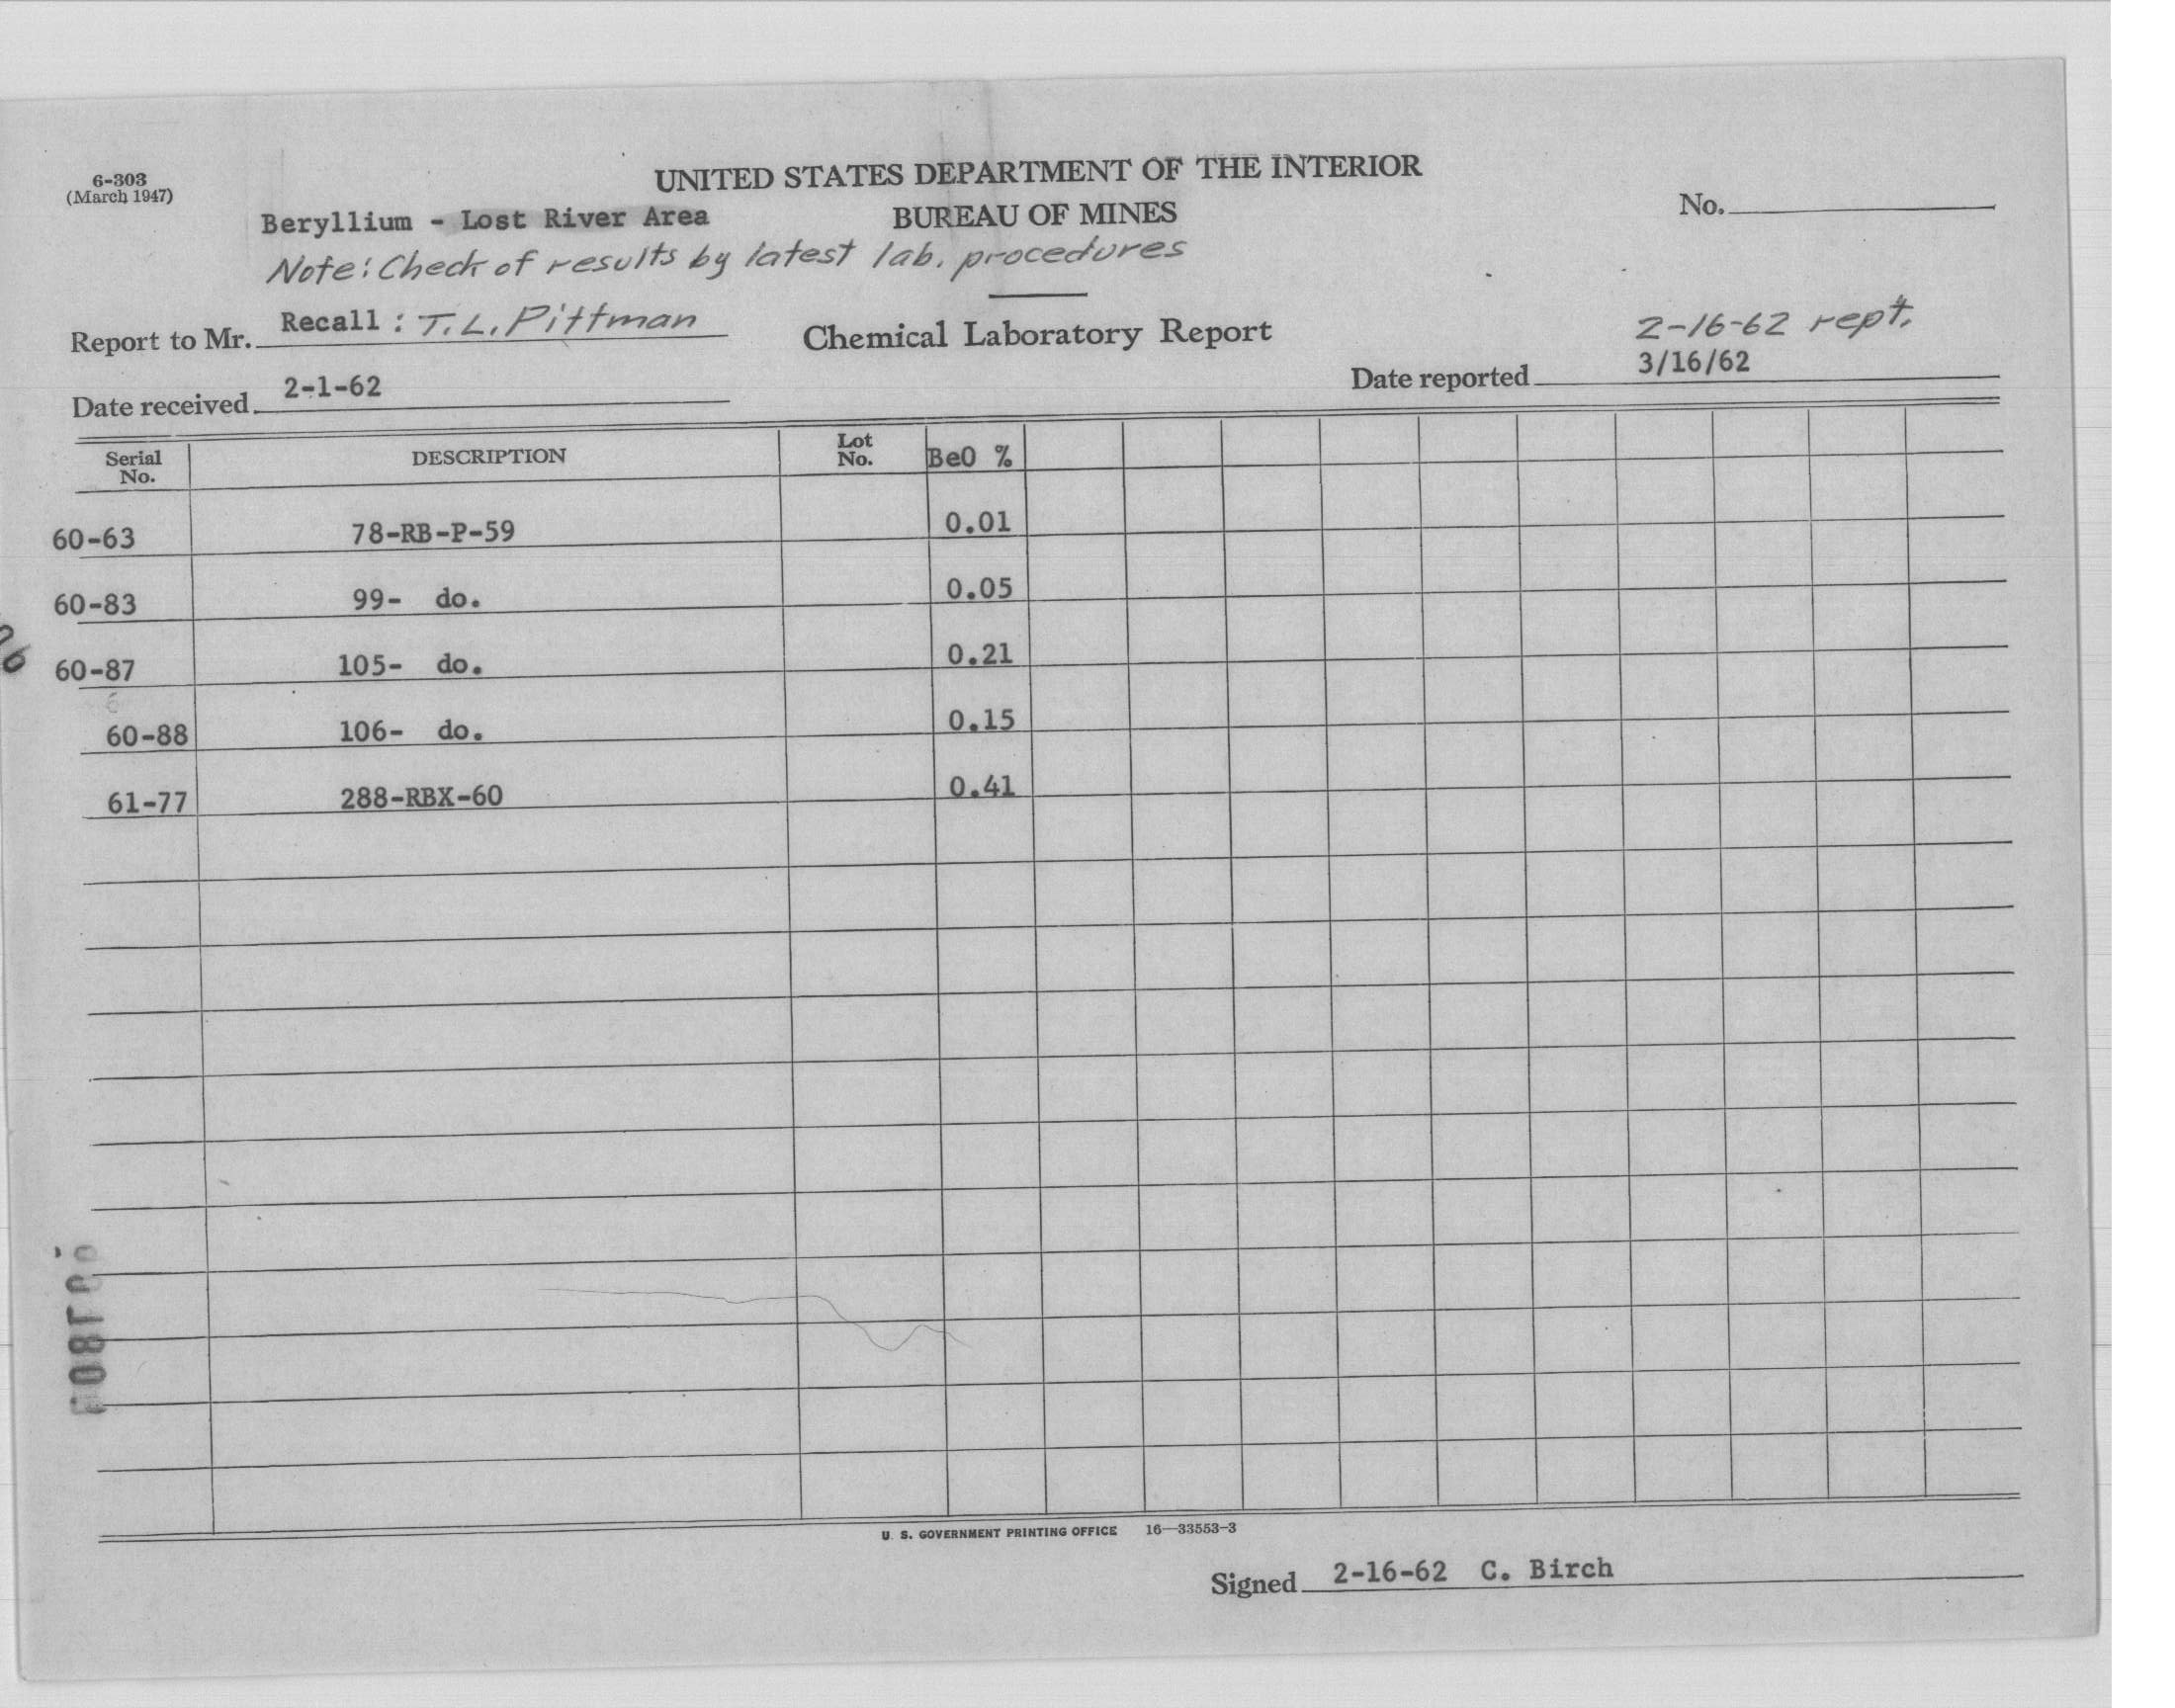 6-303
(March 1947)
UNITED STATES DEPARTMENT OF THE INTERIOR
Beryllium - Lost River Area
BUREAU OF MINES
No.
Note: Check of results by latest lab. procedures
Report to Mr. Recall : T. L. Pittman
Chemical Laboratory Report
2-16-62 rept.
Date received 2-1-62
Date reported 3/16/62
Serial No. DESCRIPTION Lot No. BeO %
60-63 78-RB-P-59 0.01
60-83 99- do. 0.05
60-87 105- do. 0.21
60-88 106- do. 0.15
61-77 288-RBX-60 0.41
U. S. GOVERNMENT PRINTING OFFICE 16—33553-3
Signed 2-16-62 C. Birch